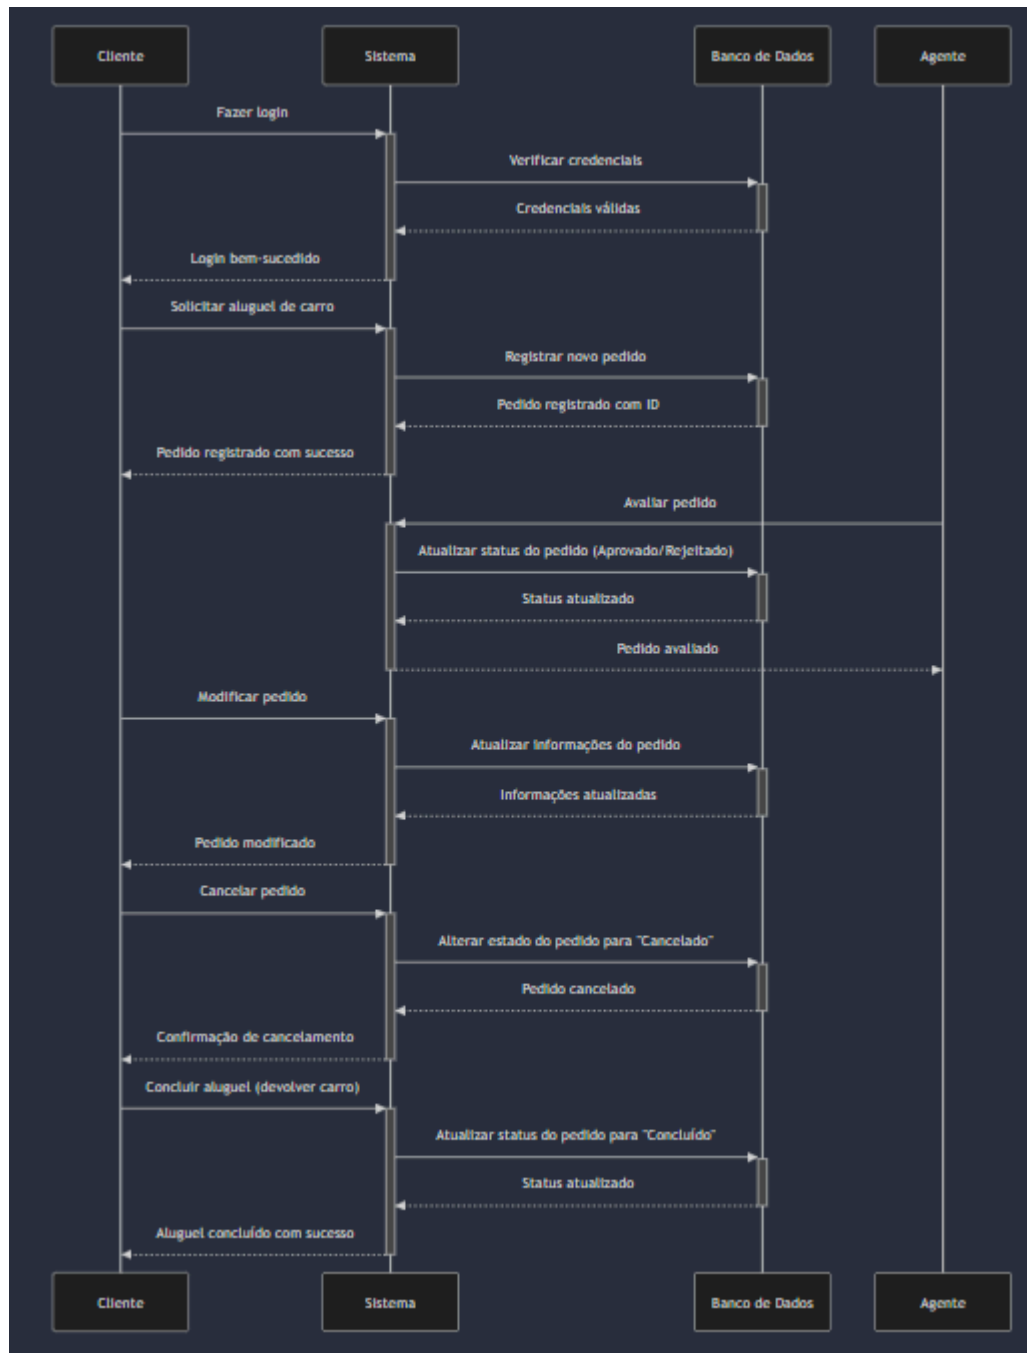 Cliente
Sistema
Banco de Dados
Agente
Fazer login
Verificar credenciais
Credenciais válidas
Login bem-sucedido
Solicitar aluguel de carro
Registrar novo pedido
Pedido registrado com ID
Pedido registrado com sucesso
Avaliar pedido
Atualizar status do pedido (Aprovado/Rejeitado)
Status atualizado
Pedido avaliado
Modificar pedido
Atualizar informações do pedido
Informações atualizadas
Pedido modificado
Cancelar pedido
Alterar estado do pedido para "Cancelado"
Pedido cancelado
Confirmação de cancelamento
Concluir aluguel (devolver carro)
Atualizar status do pedido para "Concluído"
Status atualizado
Aluguel concluído com sucesso
Cliente
Sistema
Banco de Dados
Agente